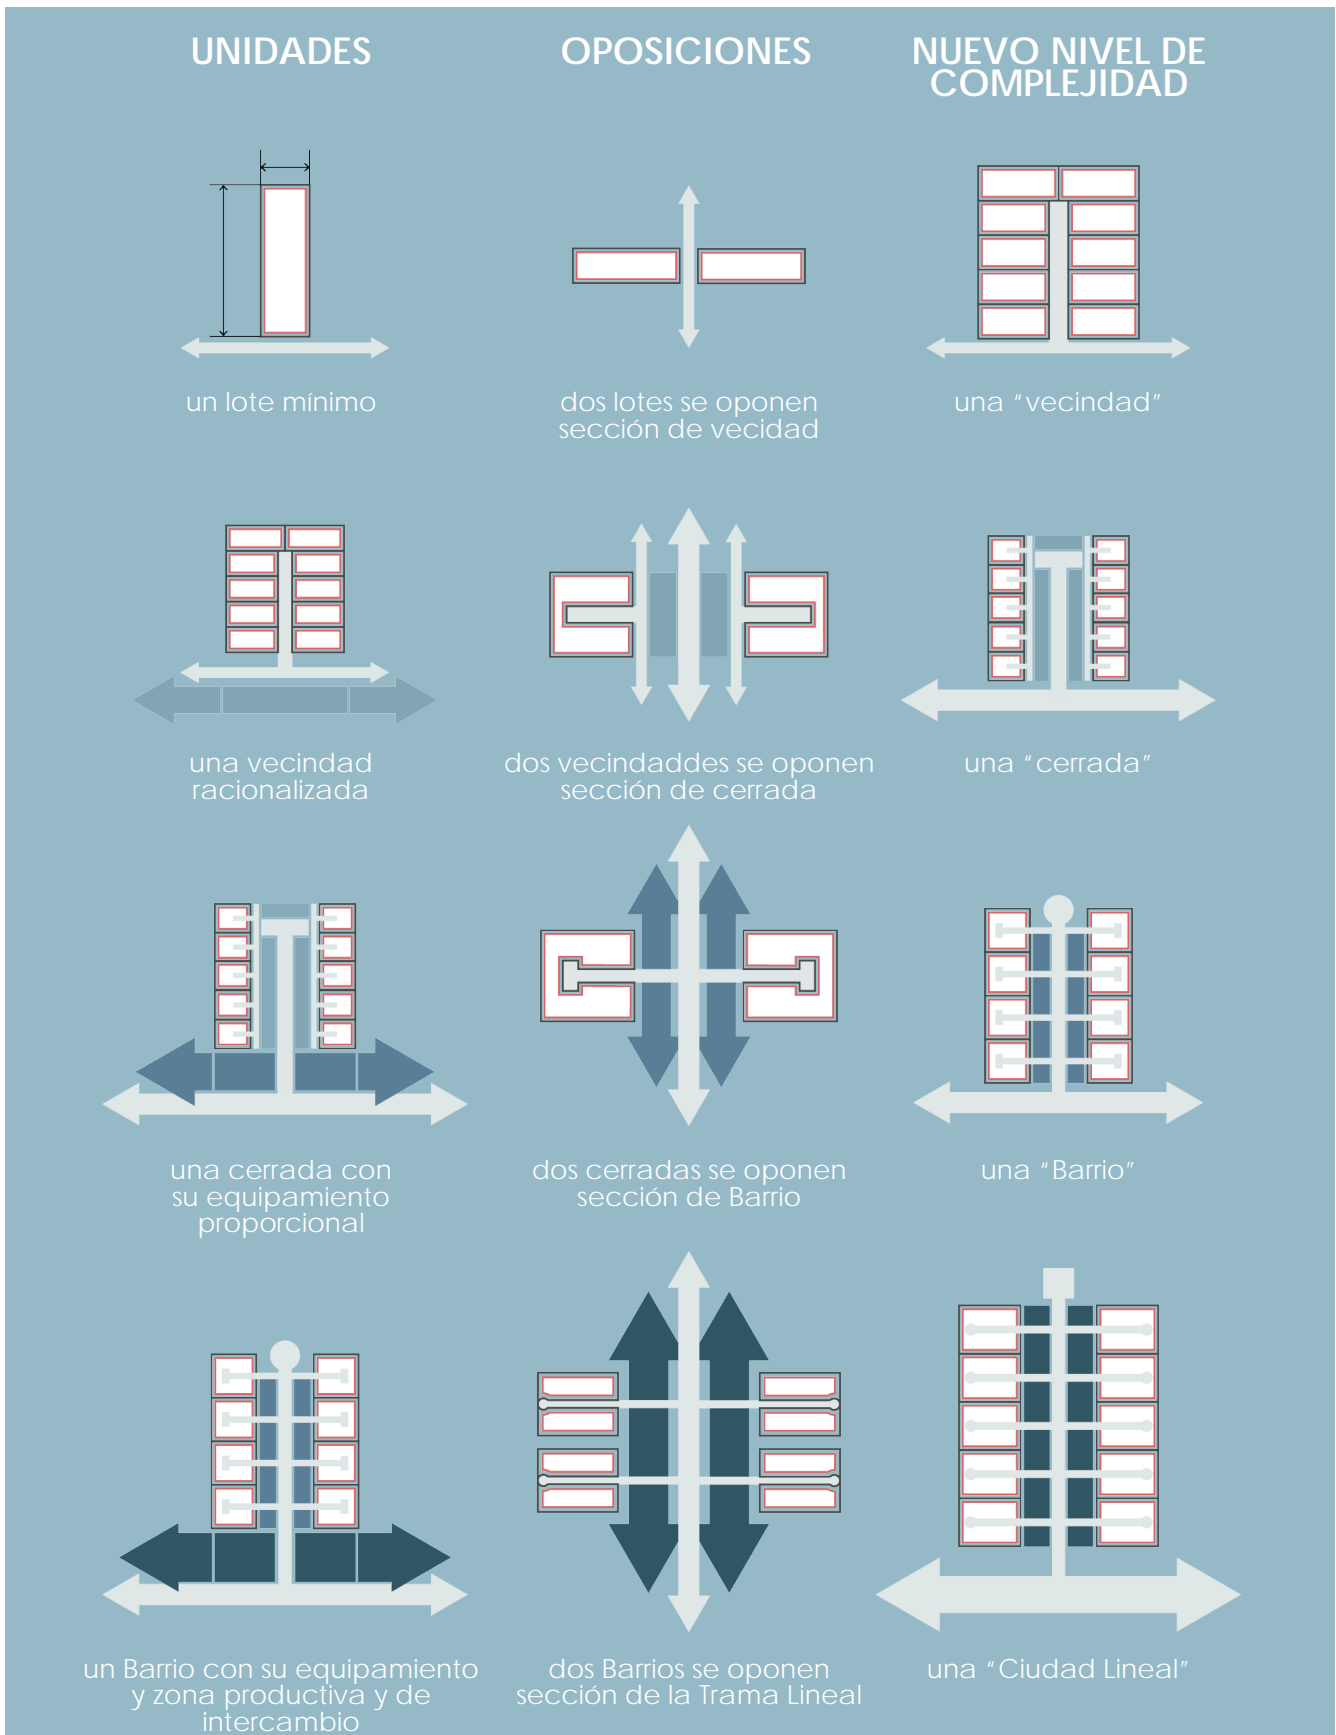 UNIDADES
OPOSICIONES
NUEVO NIVEL DE
COMPLEJIDAD
un lote mínimo
dos lotes se oponen
sección de vecidad
una “vecindad”
una vecindad
racionalizada
dos vecindaddes se oponen
sección de cerrada
una “cerrada”
una cerrada con
su equipamiento
proporcional
dos cerradas se oponen
sección de Barrio
una “Barrio”
un Barrio con su equipamiento
y zona productiva y de
intercambio
dos Barrios se oponen
sección de la Trama Lineal
una “Ciudad Lineal”